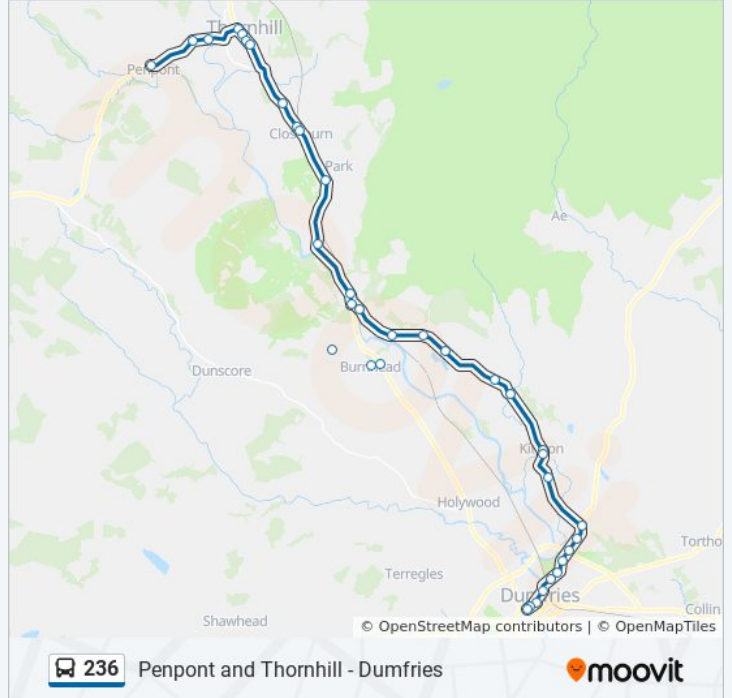 Thornhill
Penpont
Closeburn
Park
Ae
Dunscore
Burnhead
Kirkton
Holywood
Tortho
Terregles
Dumfries
Collin
Shawhead
© OpenStreetMap contributors | © OpenMapTiles
236 Penpont and Thornhill - Dumfries
moovit